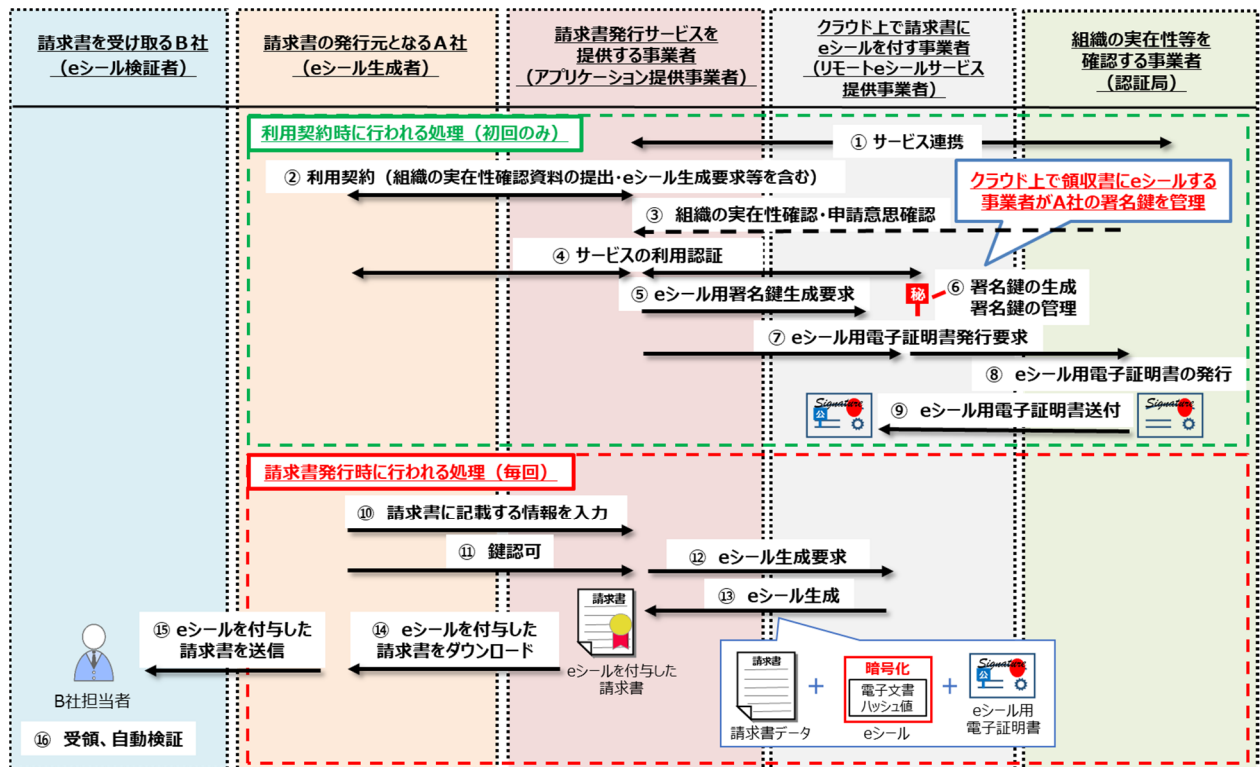 請求書を受け取るB社
(eシール検証者)
請求書の発行元となるA社
(eシール生成者)
請求書発行サービスを
提供する事業者
(アプリケーション提供事業者)
クラウド上で請求書に
eシールを付す事業者
(リモートeシールサービス
提供事業者)
組織の実在性等を
確認する事業者
(認証局)
利用契約時に行われる処理(初回のみ)
① サービス連携
② 利用契約(組織の実在性確認資料の提出・eシール生成要求等を含む)
クラウド上で領収書にeシールする
事業者がA社の署名鍵を管理
③ 組織の実在性確認・申請意思確認
④ サービスの利用認証
⑤ eシール用署名鍵生成要求
秘
⑥ 署名鍵の生成
署名鍵の管理
⑦ eシール用電子証明書発行要求
⑧ eシール用電子証明書の発行
Signature
公
⑨ eシール用電子証明書送付
Signature
請求書発行時に行われる処理(毎回)
⑩ 請求書に記載する情報を入力
⑪ 鍵認可
⑫ eシール生成要求
⑬ eシール生成
請求書
eシールを付与した
請求書
⑭ eシールを付与した
請求書をダウンロード
⑮ eシールを付与した
請求書を送信
B社担当者
⑯ 受領、自動検証
請求書
請求書データ
+
暗号化
電子文書
ハッシュ値
eシール
+
Signature
公
eシール用
電子証明書